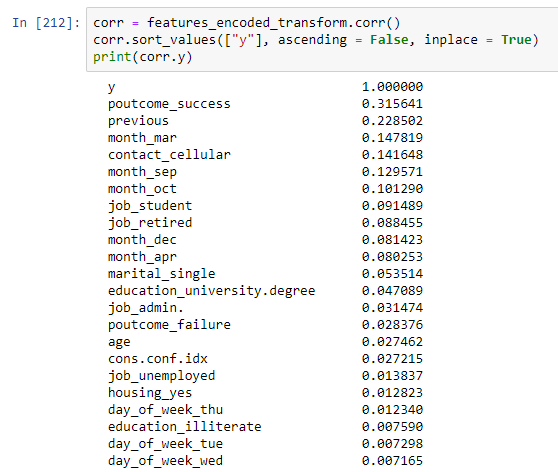 In [212]: corr = features_encoded_transform.corr()
corr.sort_values(["y"], ascending = False, inplace = True)
print(corr.y)
y 1.000000
poutcome_success 0.315641
previous 0.228502
month_mar 0.147819
contact_cellular 0.141648
month_sep 0.129571
month_oct 0.101290
job_student 0.091489
job_retired 0.088455
month_dec 0.081423
month_apr 0.080253
marital_single 0.053514
education_university.degree 0.047089
job_admin. 0.031474
poutcome_failure 0.028376
age 0.027462
cons.conf.idx 0.027215
job_unemployed 0.013837
housing_yes 0.012823
day_of_week_thu 0.012340
education_illiterate 0.007590
day_of_week_tue 0.007298
day_of_week_wed 0.007165